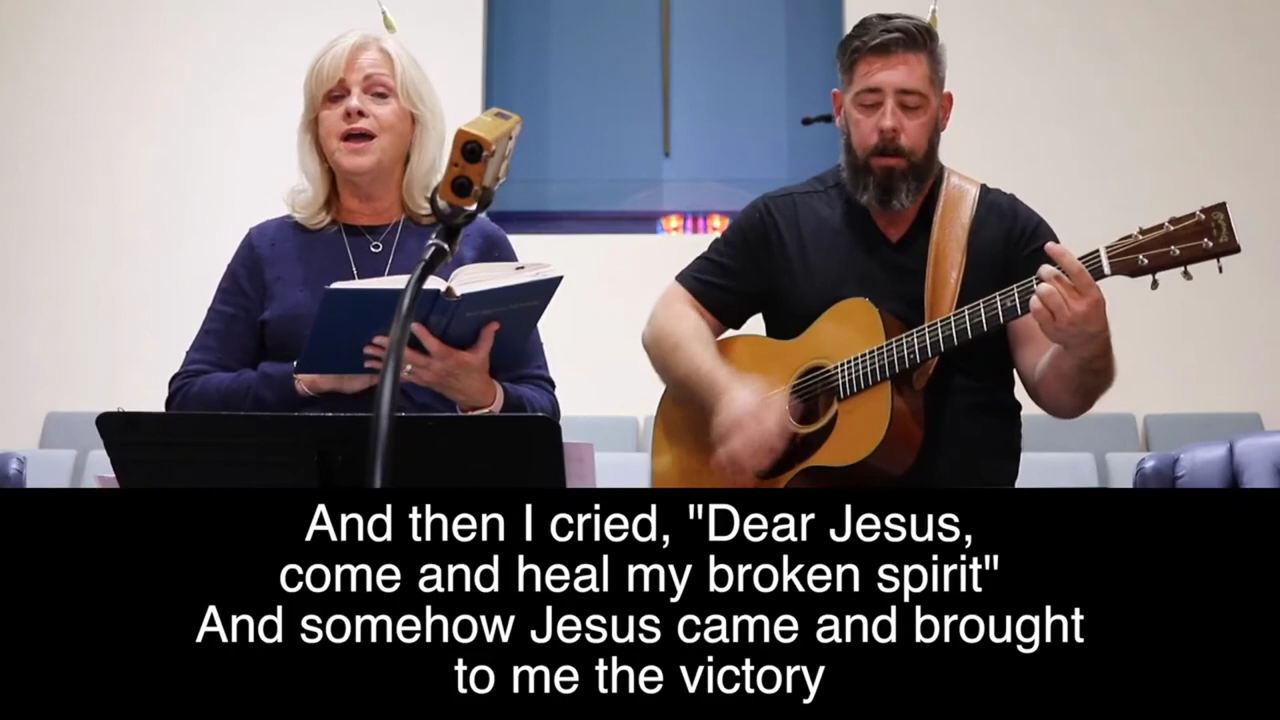 And then I cried, "Dear Jesus,
come and heal my broken spirit"
And somehow Jesus came and brought
to me the victory